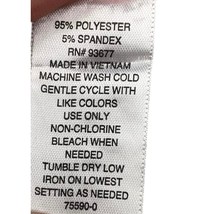 95% POLYESTER
5% SPANDEX
RN# 93677
MADE IN VIETNAM
MACHINE WASH COLD
GENTLE CYCLE WITH
LIKE COLORS
USE ONLY
NON-CHLORINE
BLEACH WHEN
NEEDED
TUMBLE DRY LOW
IRON ON LOWEST
SETTING AS NEEDED
75590-0